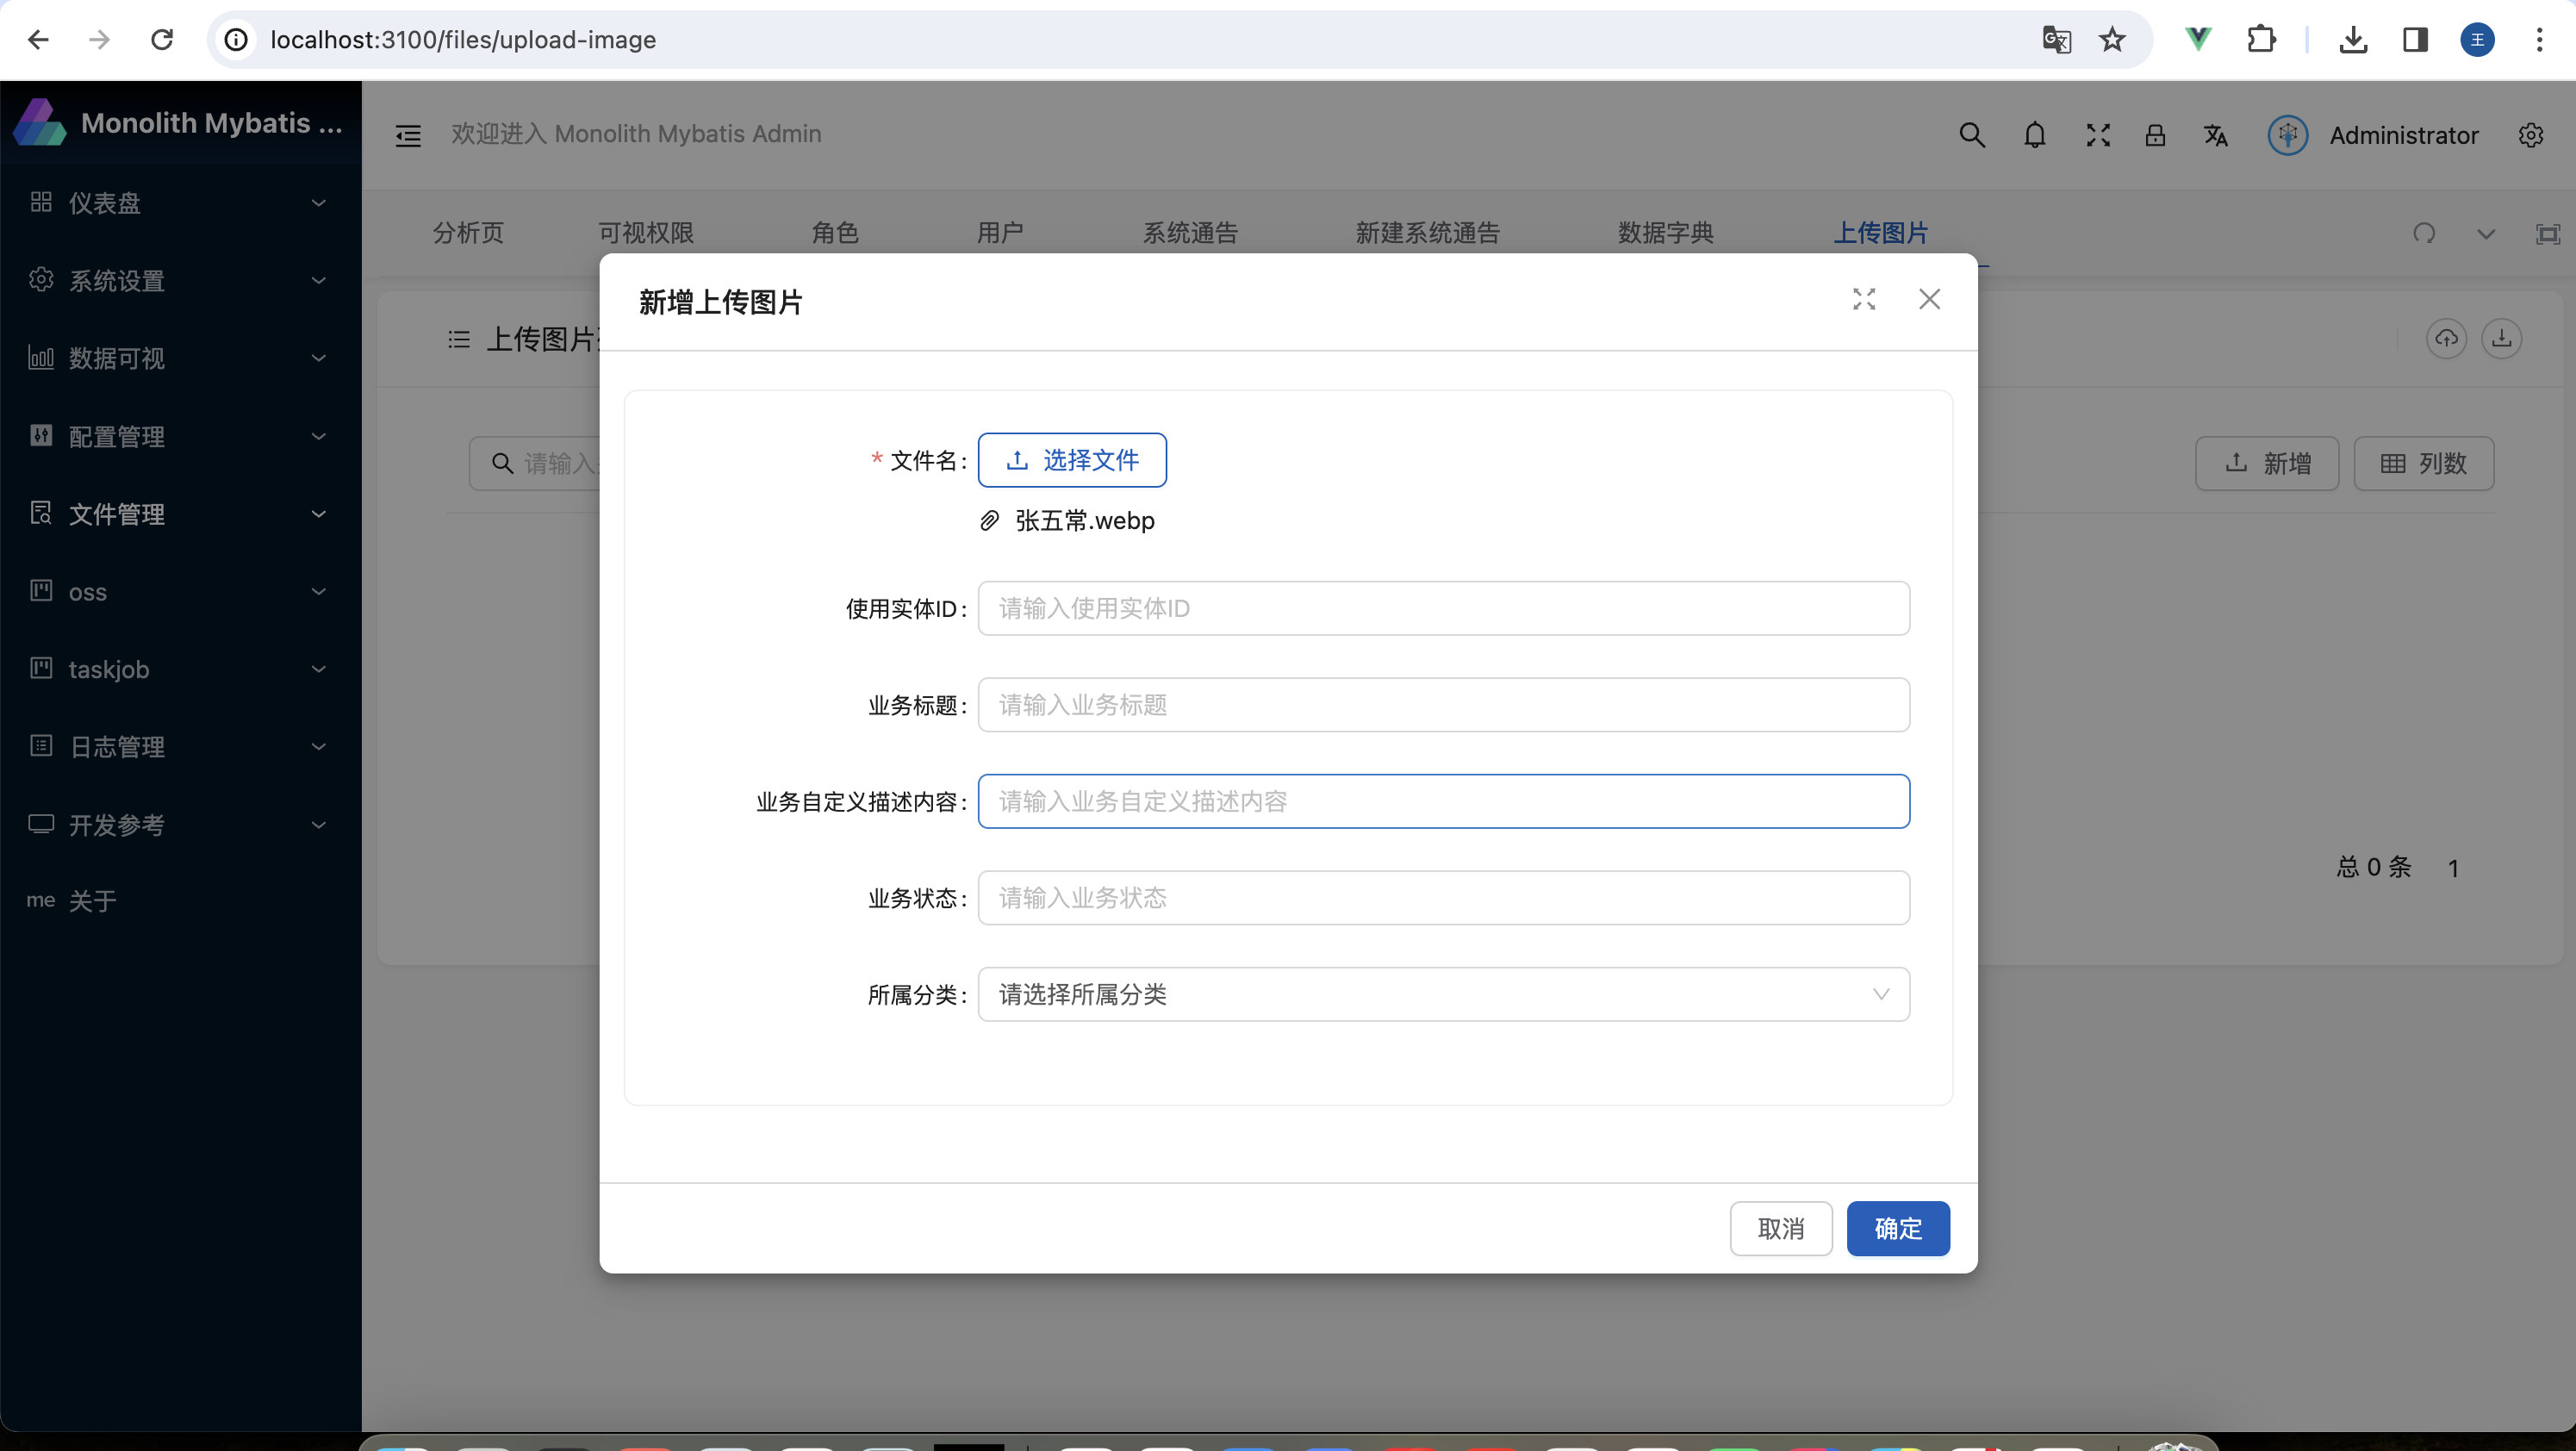 localhost:3100/files/upload-image
王
Monolith Mybatis ...
欢迎进入 Monolith Mybatis Admin
Administrator
仪表盘
系统设置
数据可视
配置管理
文件管理
oss
taskjob
日志管理
开发参考
me 关于
分析页 可视权限 角色 用户 系统通告 新建系统通告 数据字典 上传图片
上传图片
请输入
新增 列数
总 0 条 1
新增上传图片
* 文件名: 选择文件
张五常.webp
使用实体ID: 请输入使用实体ID
业务标题: 请输入业务标题
业务自定义描述内容: 请输入业务自定义描述内容
业务状态: 请输入业务状态
所属分类: 请选择所属分类
取消 确定